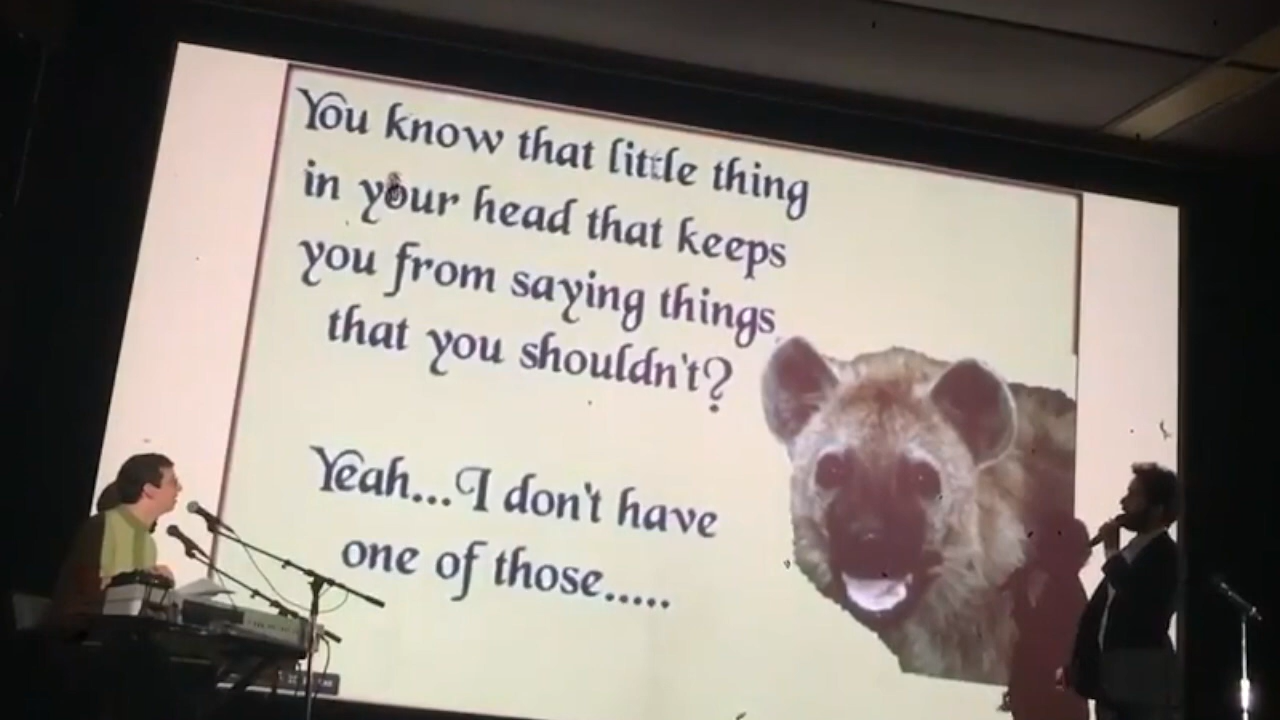 You know that little thing
in your head that keeps
you from saying things
that you shouldn't?
Yeah...I don't have
one of those.....